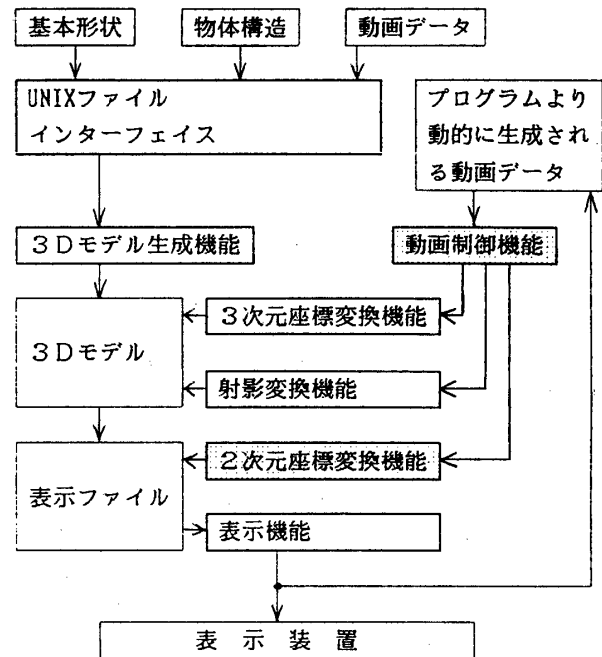 基本形状
物体構造
動画データ
UNIXファイル
インターフェイス
プログラムより
動的に生成され
る動画データ
3Dモデル生成機能
動画制御機能
3次元座標変換機能
3Dモデル
射影変換機能
2次元座標変換機能
表示ファイル
表示機能
表 示 装 置